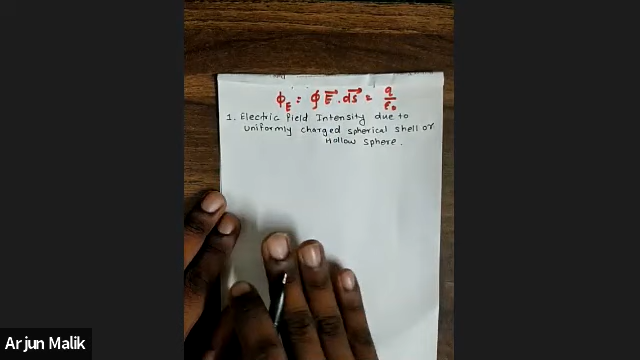 ϕE = ∮ E⃗ . ds⃗ = q/ε₀
1. Electric field Intensity due to
Uniformly charged spherical shell or
Hollow sphere.
Arjun Malik